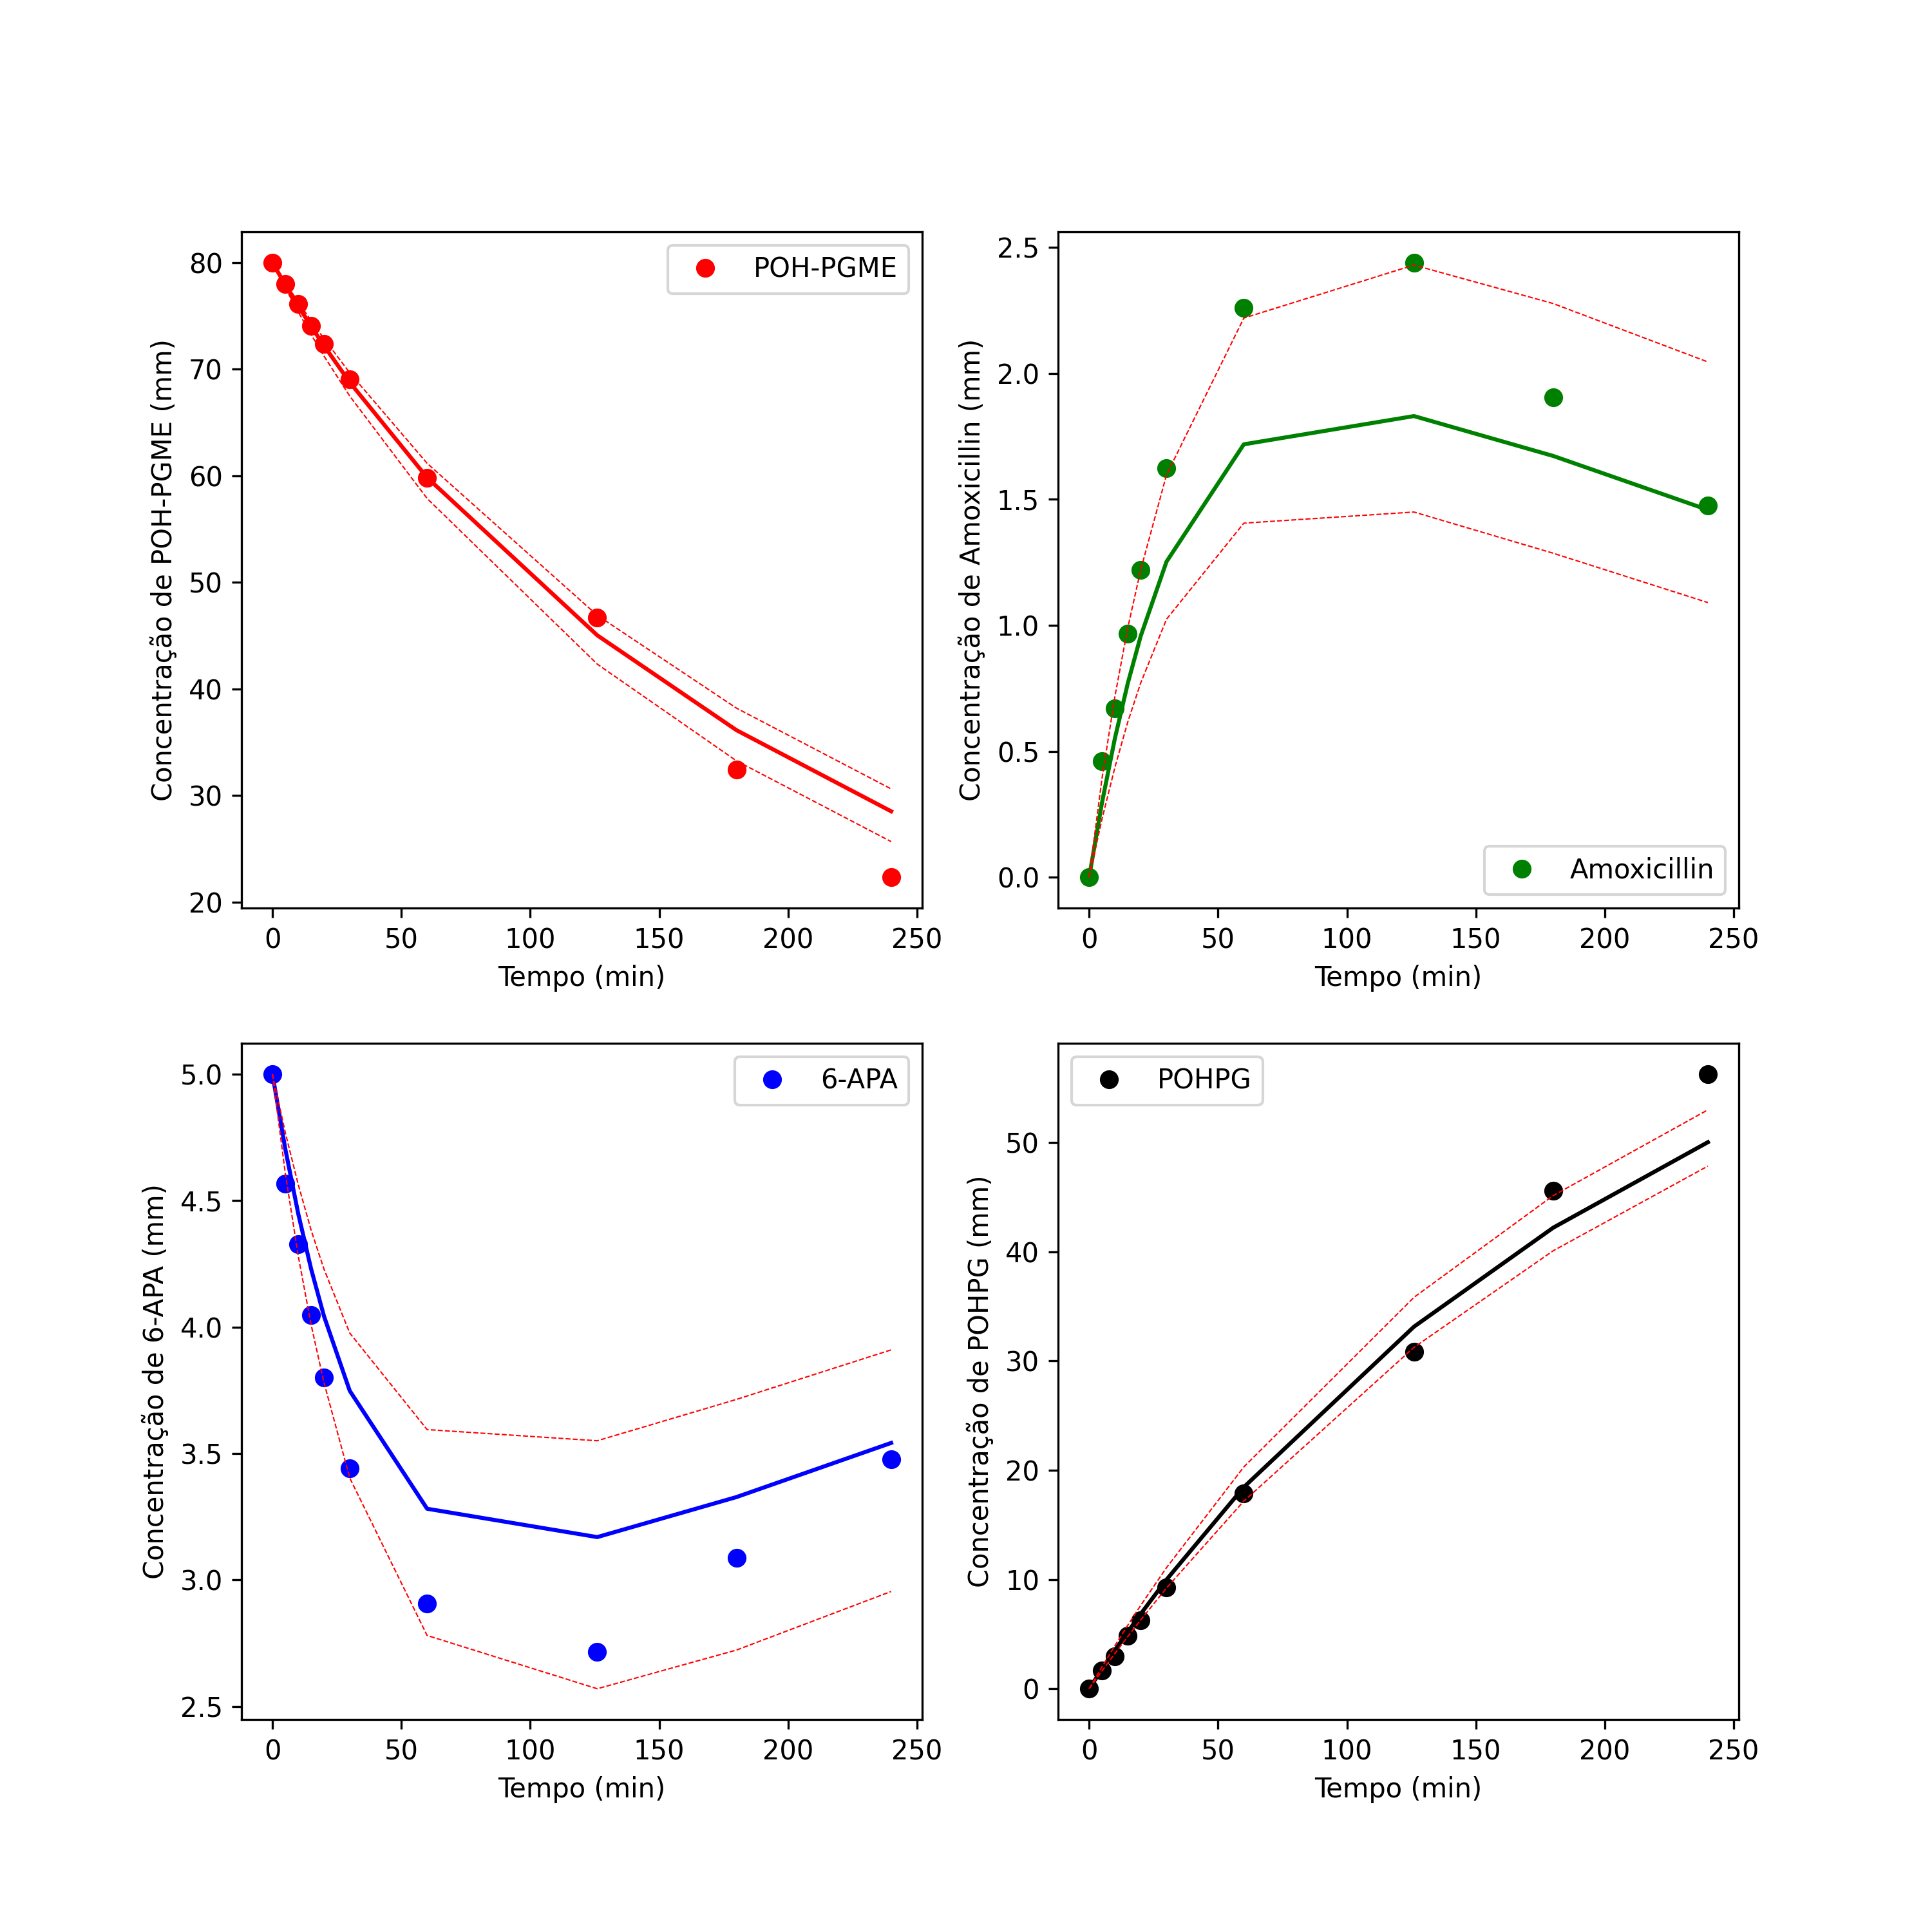 POH-PGME
Concentração de POH-PGME (mm)
80
70
60
50
40
30
20
0 50 100 150 200 250
Tempo (min)
Amoxicillin
Concentração de Amoxicillin (mm)
2.5
2.0
1.5
1.0
0.5
0.0
0 50 100 150 200 250
Tempo (min)
6-APA
Concentração de 6-APA (mm)
5.0
4.5
4.0
3.5
3.0
2.5
0 50 100 150 200 250
Tempo (min)
POHPG
Concentração de POHPG (mm)
50
40
30
20
10
0
0 50 100 150 200 250
Tempo (min)